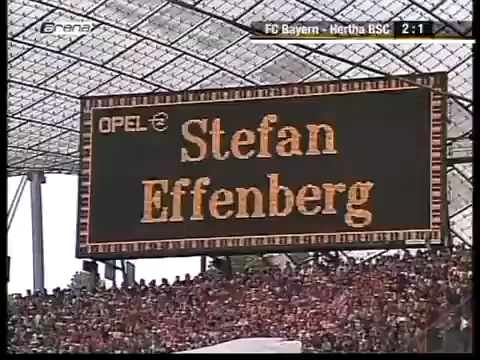 arena
FC Bayern - Hertha BSC 2:1
OPEL
Stefan
Effenberg